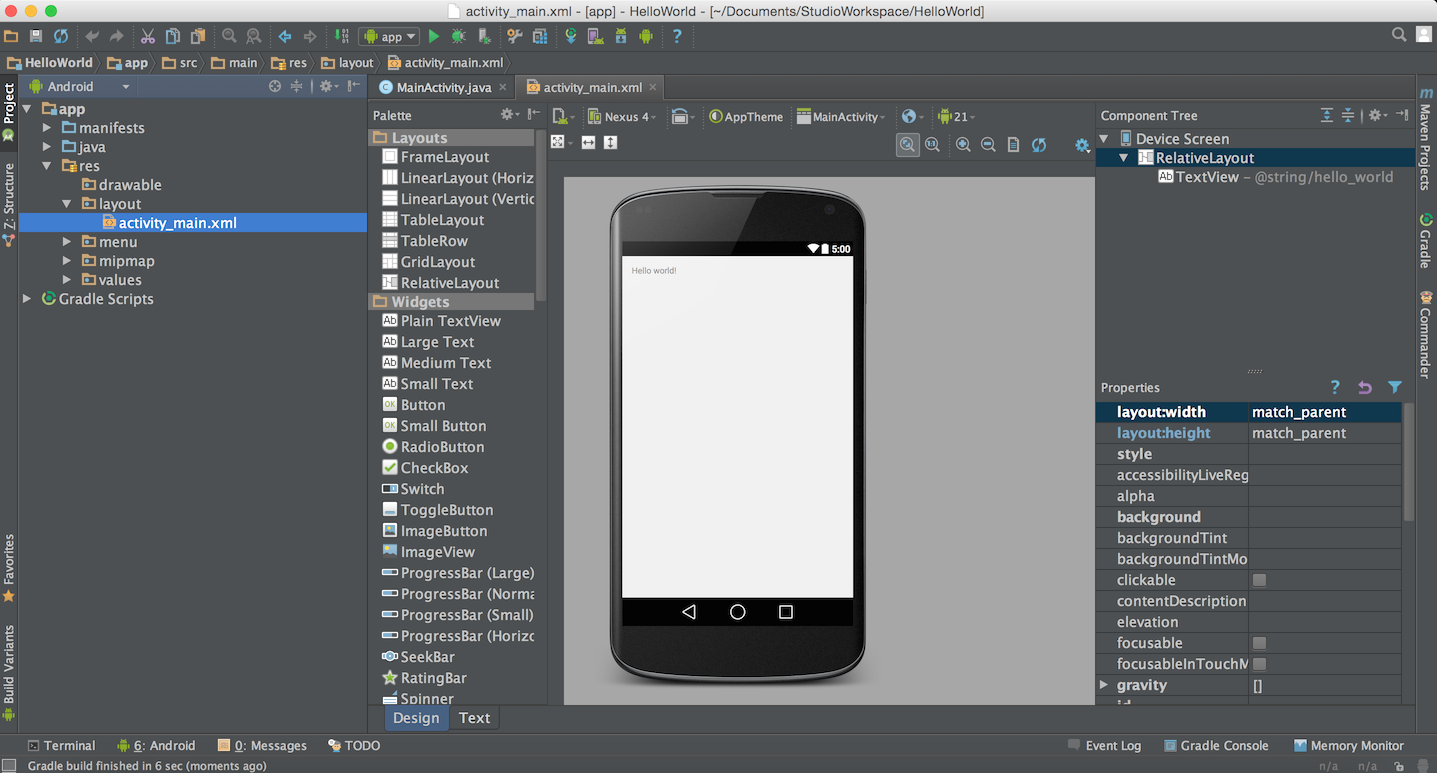 activity_main.xml - [app] - HelloWorld - [~/Documents/StudioWorkspace/HelloWorld]
app
HelloWorld app src main res layout activity_main.xml
Project
Z: Structure
Favorites
Build Variants
Android
app
manifests
java
res
drawable
layout
activity_main.xml
menu
mipmap
values
Gradle Scripts
MainActivity.java activity_main.xml
Palette
Layouts
FrameLayout
LinearLayout (Horiz
LinearLayout (Vertic
TableLayout
TableRow
GridLayout
RelativeLayout
Widgets
Plain TextView
Large Text
Medium Text
Small Text
Button
Small Button
RadioButton
CheckBox
Switch
ToggleButton
ImageButton
ImageView
ProgressBar (Large)
ProgressBar (Norma
ProgressBar (Small)
ProgressBar (Horizo
SeekBar
RatingBar
Spinner
Design Text
Nexus 4 AppTheme MainActivity 21
5:00
Hello world!
Component Tree
Device Screen
RelativeLayout
Ab TextView – @string/hello_world
Properties
layout:width match_parent
layout:height match_parent
style
accessibilityLiveReg
alpha
background
backgroundTint
backgroundTintMo
clickable
contentDescription
elevation
focusable
focusableInTouchM
gravity []
id
Maven Projects
Gradle
Commander
Terminal 6: Android 0: Messages TODO Event Log Gradle Console Memory Monitor
Gradle build finished in 6 sec (moments ago) n/a n/a